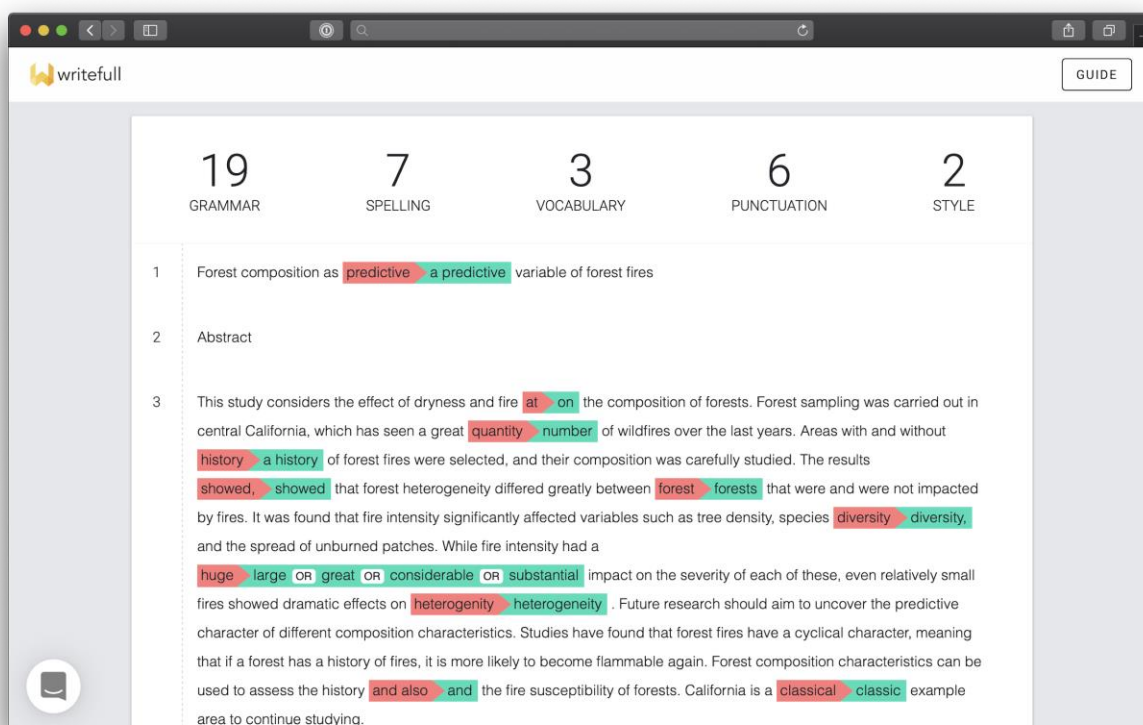 writefull
GUIDE
19 7 3 6 2
GRAMMAR SPELLING VOCABULARY PUNCTUATION STYLE
1 Forest composition as predictive a predictive variable of forest fires
2 Abstract
3 This study considers the effect of dryness and fire at on the composition of forests. Forest sampling was carried out in
central California, which has seen a great quantity number of wildfires over the last years. Areas with and without
history a history of forest fires were selected, and their composition was carefully studied. The results
showed, showed that forest heterogeneity differed greatly between forest forests that were and were not impacted
by fires. It was found that fire intensity significantly affected variables such as tree density, species diversity diversity,
and the spread of unburned patches. While fire intensity had a
huge large OR great OR considerable OR substantial impact on the severity of each of these, even relatively small
fires showed dramatic effects on heterogenity heterogeneity . Future research should aim to uncover the predictive
character of different composition characteristics. Studies have found that forest fires have a cyclical character, meaning
that if a forest has a history of fires, it is more likely to become flammable again. Forest composition characteristics can be
used to assess the history and also and the fire susceptibility of forests. California is a classical classic example
area to continue studying.